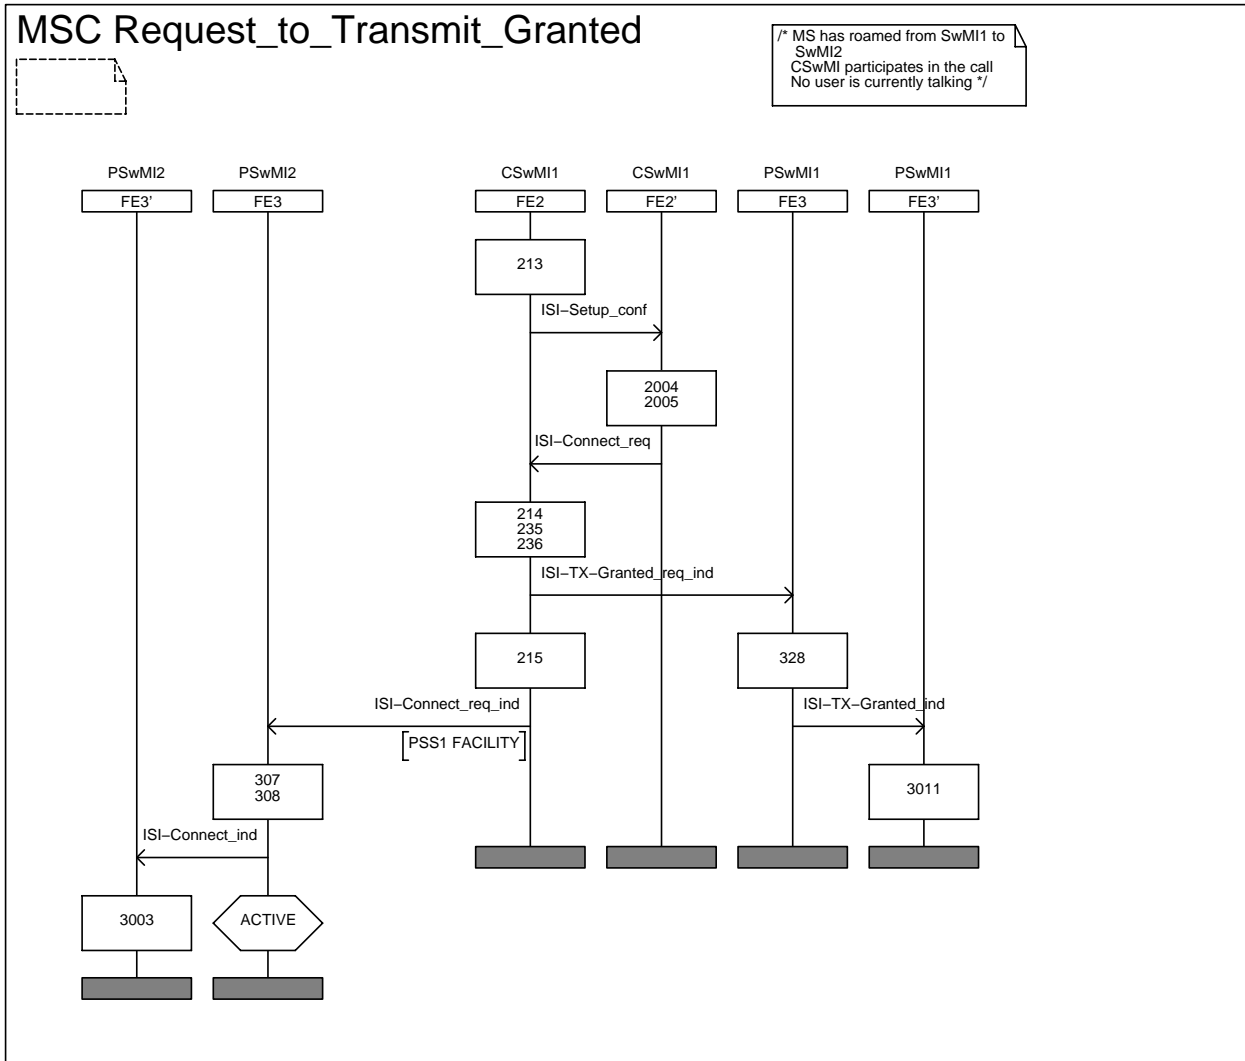 MSC Request_to_Transmit_Granted
/* MS has roamed from SwMI1 to
SwMI2
CSwMI participates in the call
No user is currently talking */
PSwMI2 PSwMI2 CSwMI1 CSwMI1 PSwMI1 PSwMI1
FE3' FE3 FE2 FE2' FE3 FE3'
213
ISI−Setup_conf
2004
2005
ISI−Connect_req
214
235
236
ISI−TX−Granted_req_ind
215 328
ISI−Connect_req_ind ISI−TX−Granted_ind
PSS1 FACILITY
307
308
3011
ISI−Connect_ind
3003 ACTIVE